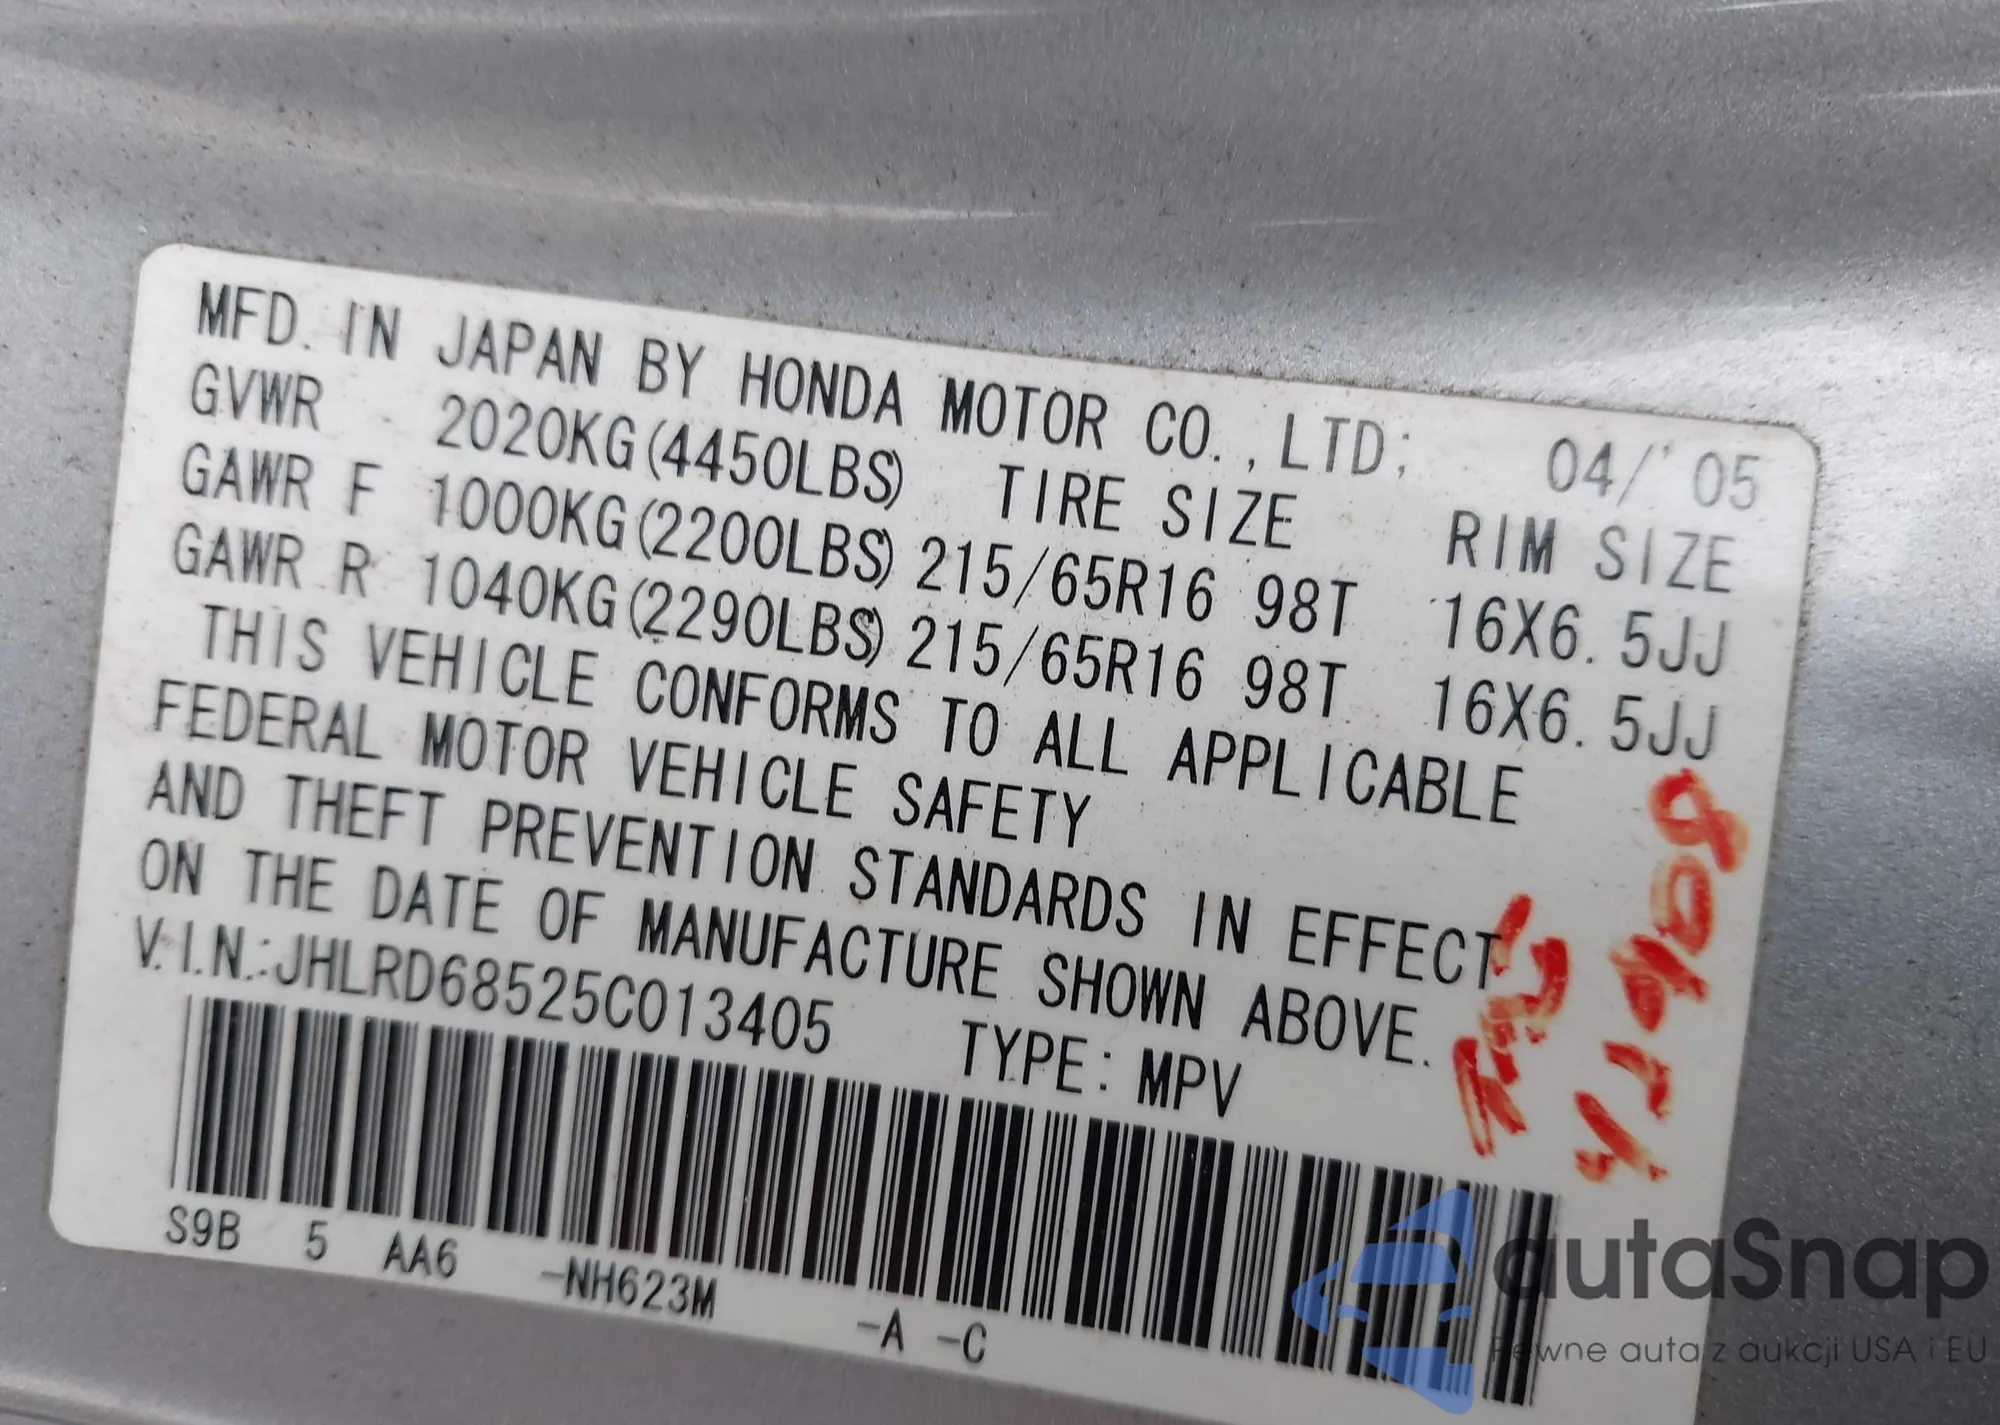 MFD. IN JAPAN BY HONDA MOTOR CO.,LTD; 04/'05
GVWR 2020KG(4450LBS) TIRE SIZE RIM SIZE
GAWR F 1000KG(2200LBS) 215/65R16 98T 16X6.5JJ
GAWR R 1040KG(2290LBS) 215/65R16 98T 16X6.5JJ
THIS VEHICLE CONFORMS TO ALL APPLICABLE
FEDERAL MOTOR VEHICLE SAFETY
AND THEFT PREVENTION STANDARDS IN EFFECT
ON THE DATE OF MANUFACTURE SHOWN ABOVE.
V.I.N.:JHLRD68525C013405 TYPE: MPV
S9B 5 AA6 -NH623M -A -C
autaSnap
Pewne auta z aukcji USA i EU